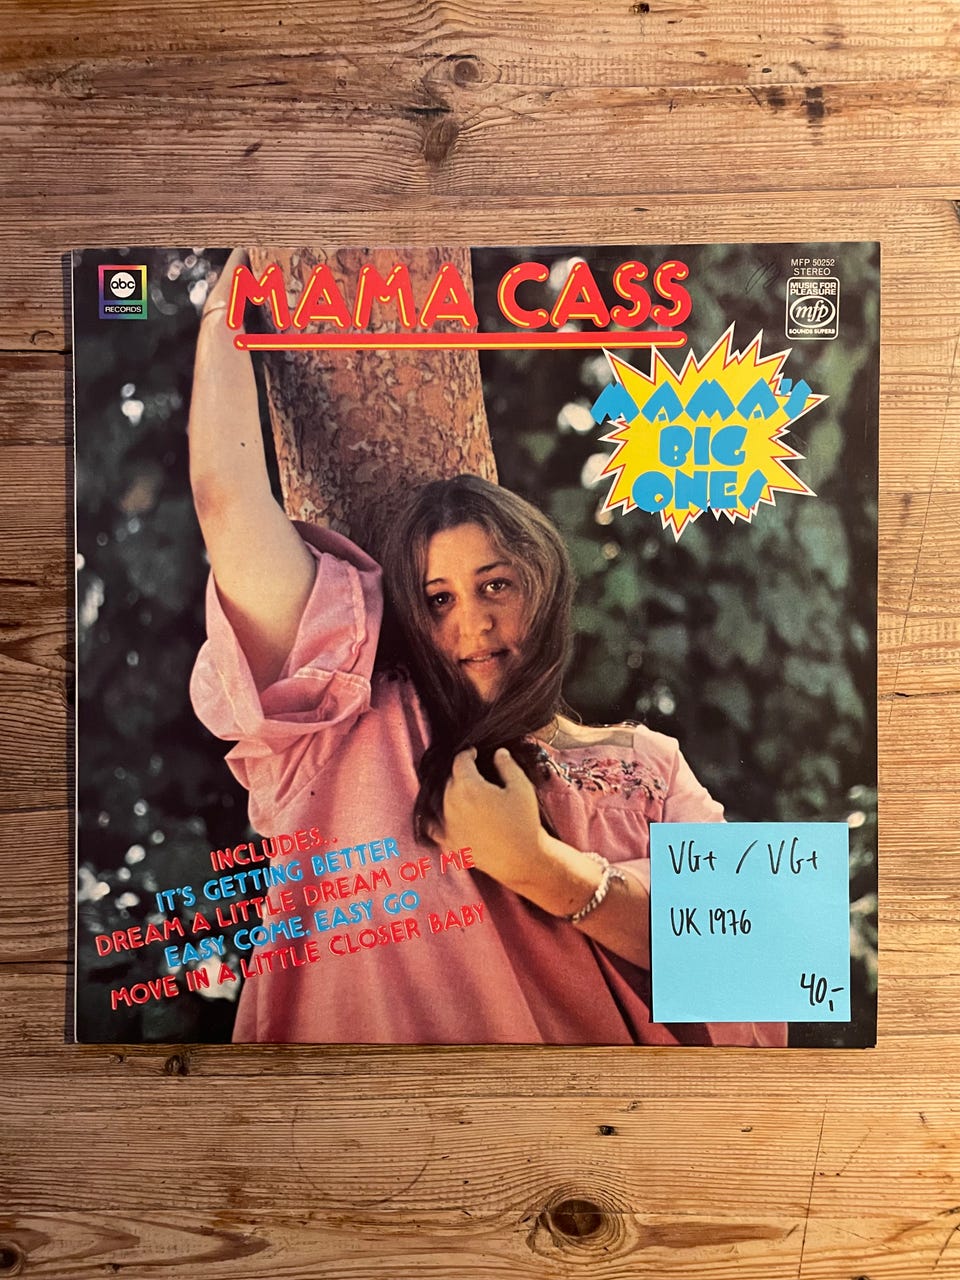 abc
RECORDS
MAMA CASS
MFP 50252
STEREO
MUSIC FOR
PLEASURE
mfp
SOUNDS SUPERB
MAMA'S
BIG
ONES
INCLUDES..
IT'S GETTING BETTER
DREAM A LITTLE DREAM OF ME
EASY COME, EASY GO
MOVE IN A LITTLE CLOSER BABY
VG+ / VG+
UK 1976
40,-